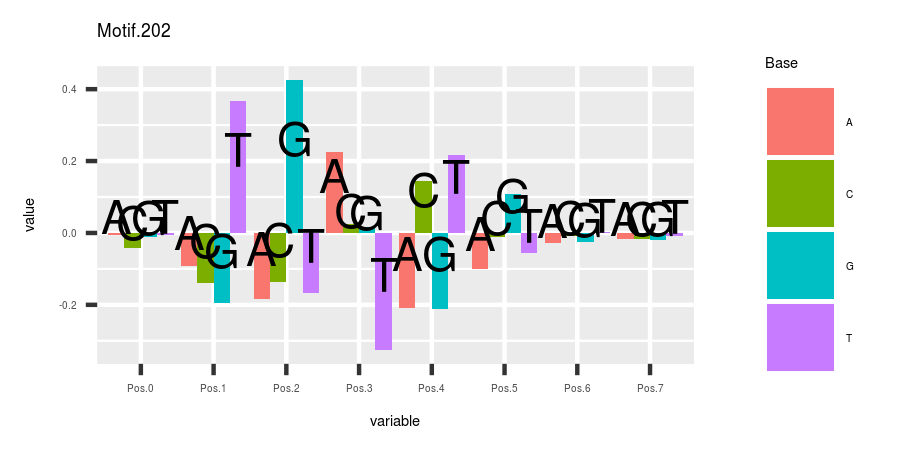 Motif.202
value
0.4
0.2
0.0
-0.2
A C G T A C G T A C G T A C G T A C G T A C G T A C G T A C G T
Pos.0 Pos.1 Pos.2 Pos.3 Pos.4 Pos.5 Pos.6 Pos.7
variable
Base
A
C
G
T